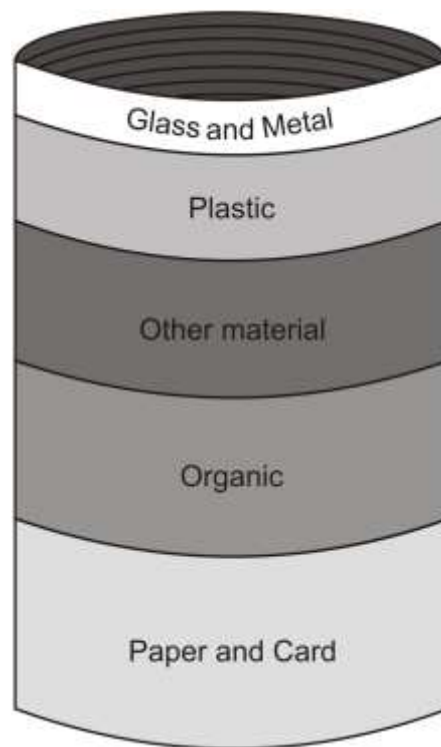 Glass and Metal
Plastic
Other material
Organic
Paper and Card